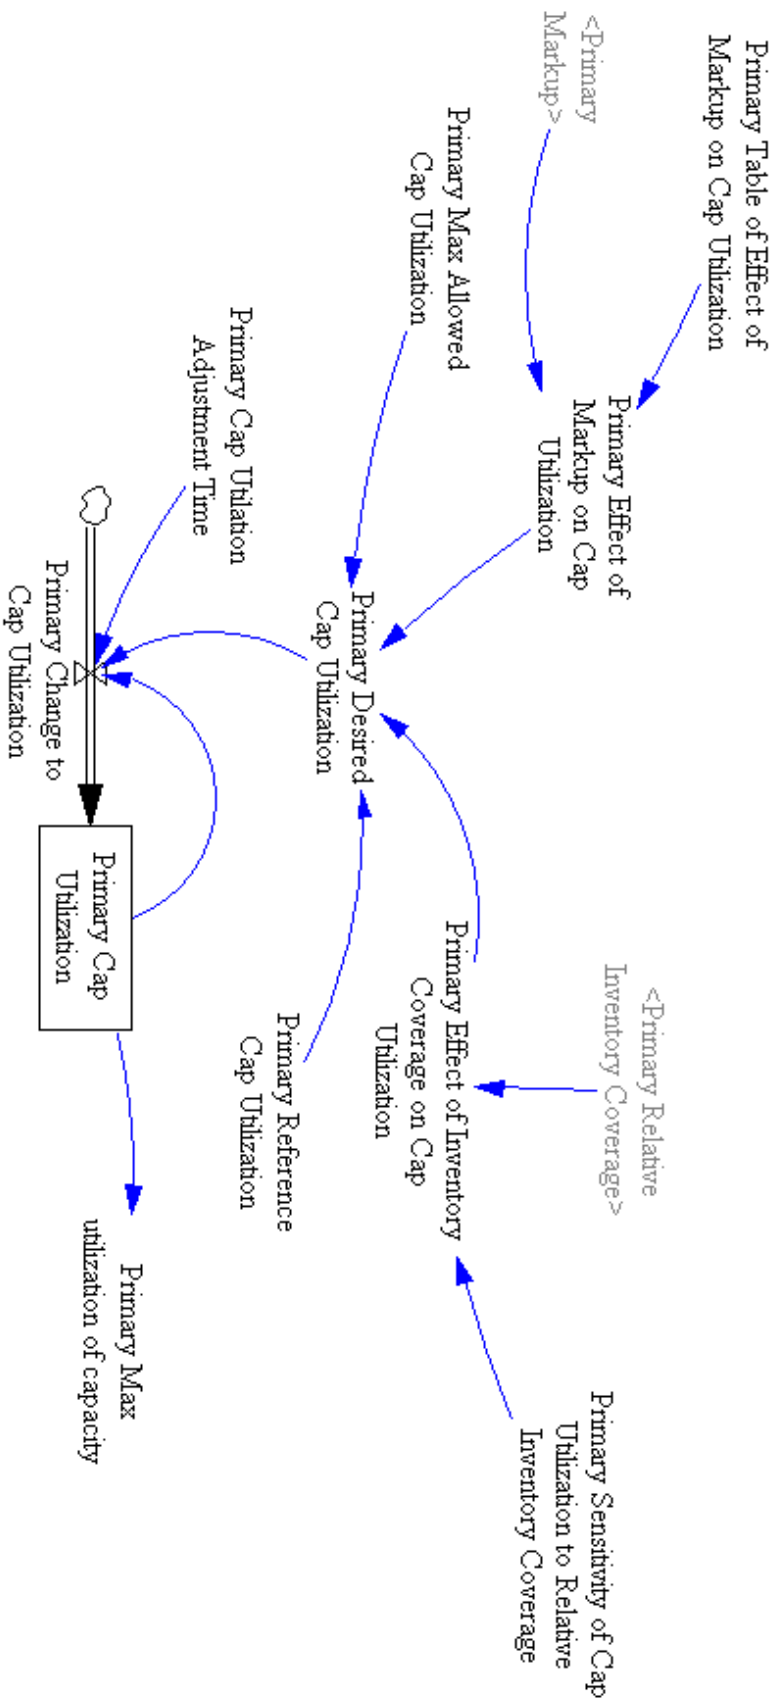 Primary Table of Effect of
Markup on Cap Utilization
<Primary
Markup>
Primary Effect of
Markup on Cap
Utilization
<Primary Relative
Inventory Coverage>
Primary Sensitivity of Cap
Utilization to Relative
Inventory Coverage
Primary Max Allowed
Cap Utilization
Primary Effect of Inventory
Coverage on Cap
Utilization
Primary Desired
Cap Utilization
Primary Cap Utilation
Adjustment Time
Primary Reference
Cap Utilization
Primary Change to
Cap Utilization
Primary Cap
Utilization
Primary Max
utilization of capacity